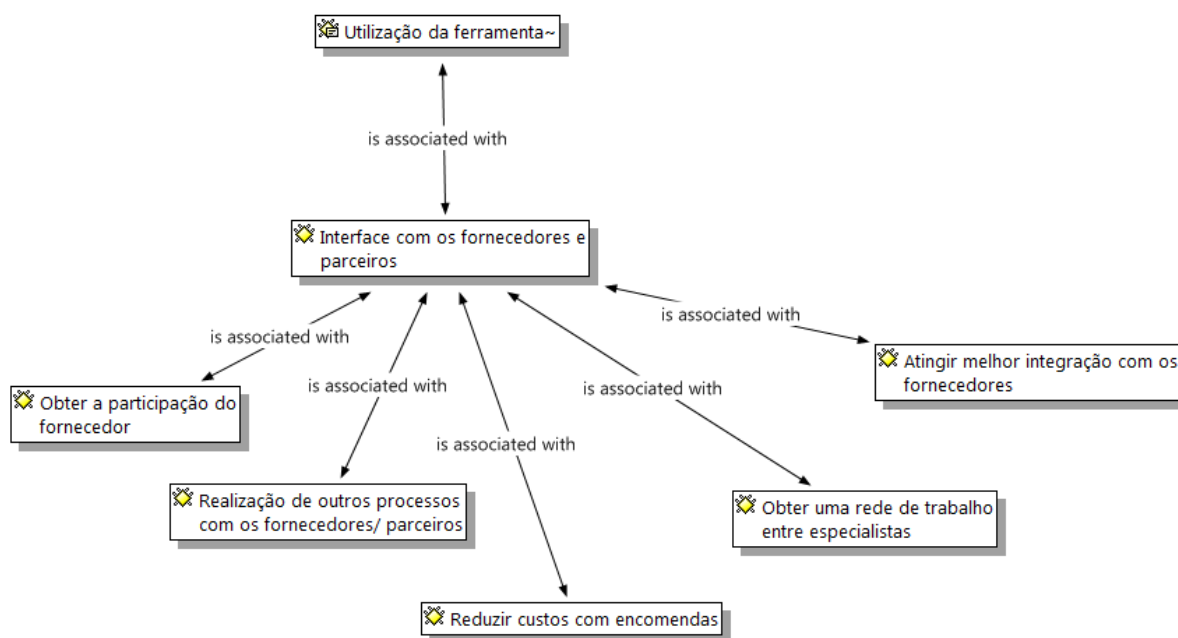 Utilização da ferramenta~
is associated with
Interface com os fornecedores e
parceiros
is associated with
is associated with
is associated with
is associated with
is associated with
Atingir melhor integração com os
fornecedores
Obter a participação do
fornecedor
Realização de outros processos
com os fornecedores/ parceiros
Obter uma rede de trabalho
entre especialistas
Reduzir custos com encomendas